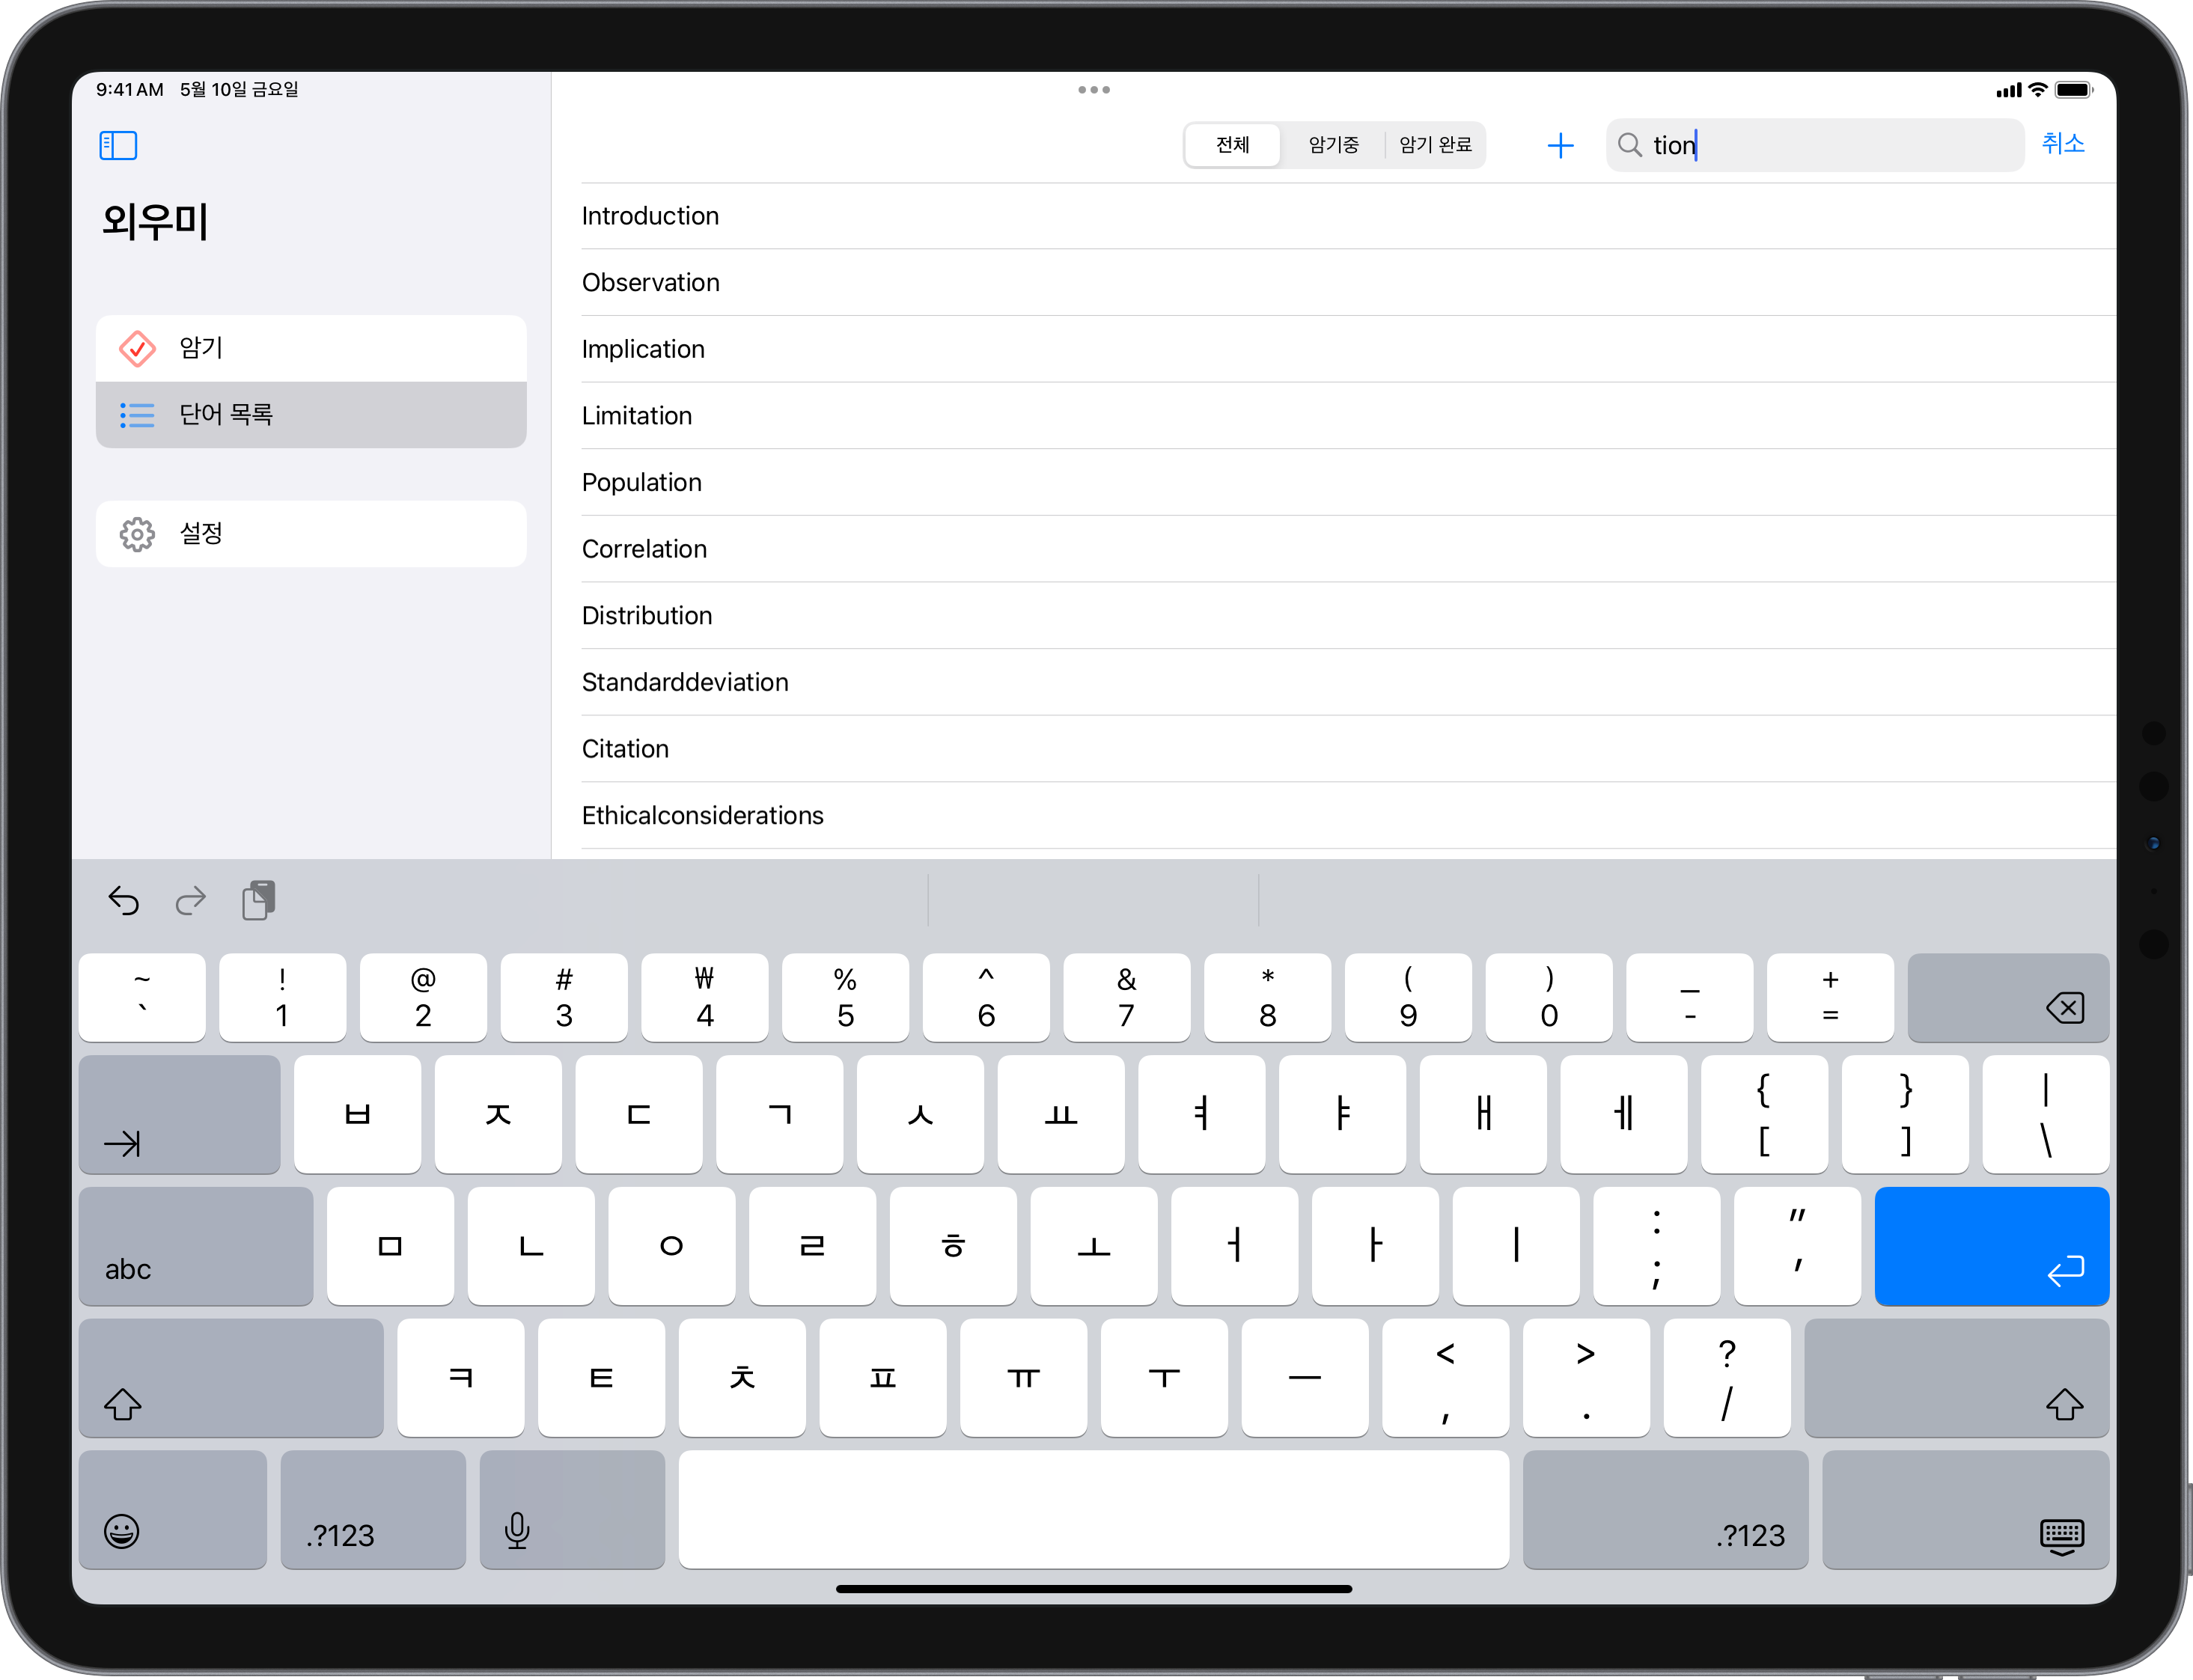 9:41 AM 5월 10일 금요일
외우미
암기
단어 목록
설정
전체 암기중 암기 완료
tion 취소
Introduction
Observation
Implication
Limitation
Population
Correlation
Distribution
Standarddeviation
Citation
Ethicalconsiderations
~ ! @ # ₩ % ^ & * ( ) _ +
` 1 2 3 4 5 6 7 8 9 0 - =
ㅂ ㅈ ㄷ ㄱ ㅅ ㅛ ㅕ ㅑ ㅐ ㅔ { } |
[ ] \
abc ㅁ ㄴ ㅇ ㄹ ㅎ ㅗ ㅓ ㅏ ㅣ : "
; '
ㅋ ㅌ ㅊ ㅍ ㅠ ㅜ ㅡ < > ?
, . /
.?123 .?123